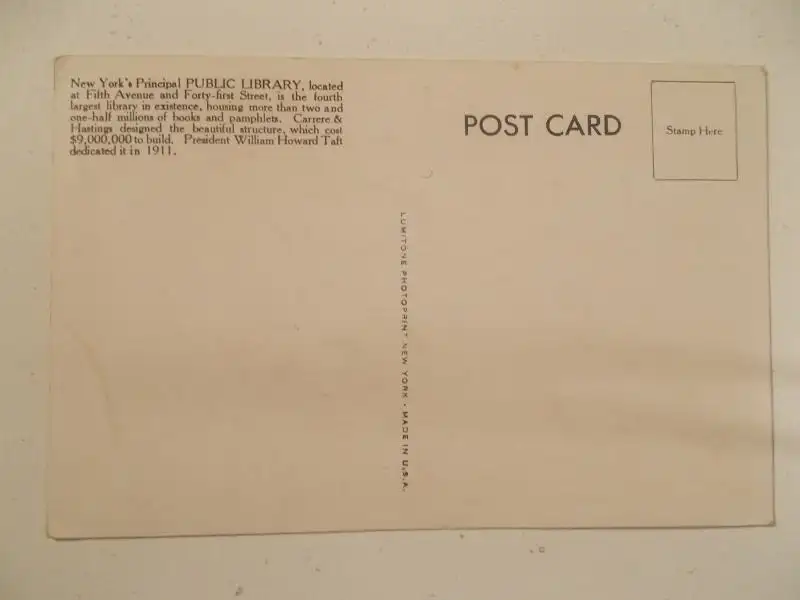 New York's Principal PUBLIC LIBRARY, located
at Fifth Avenue and Forty-first Street, is the fourth
largest library in existence, housing more than two and
one-half millions of books and pamphlets. Carrere &
Hastings designed the beautiful structure, which cost
$9,000,000 to build. President William Howard Taft
dedicated it in 1911.
POST CARD
Stamp Here
LUMITONE PHOTOPRINT NEW YORK · MADE IN U.S.A.